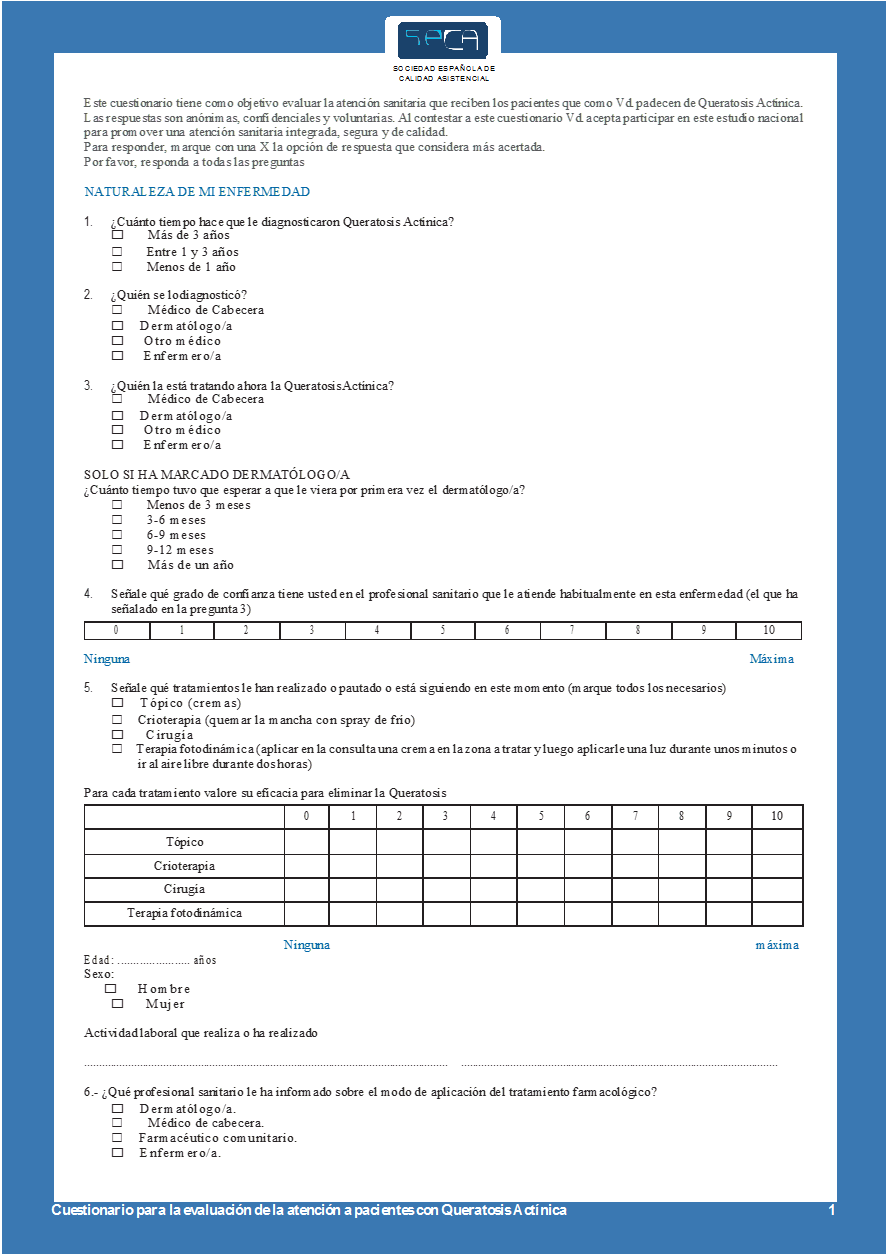 SECA
SOCIEDAD ESPAÑOLA DE
CALIDAD ASISTENCIAL
Este cuestionario tiene como objetivo evaluar la atención sanitaria que reciben los pacientes que como Vd. padecen de Queratosis Actínica.
Las respuestas son anónimas, confidenciales y voluntarias. Al contestar a este cuestionario Vd. acepta participar en este estudio nacional
para promover una atención sanitaria integrada, segura y de calidad.
Para responder, marque con una X la opción de respuesta que considera más acertada.
Por favor, responda a todas las preguntas
NATURALEZA DE MI ENFERMEDAD
1. ¿Cuánto tiempo hace que le diagnosticaron Queratosis Actínica?
☐ Más de 3 años
☐ Entre 1 y 3 años
☐ Menos de 1 año
2. ¿Quién se lo diagnosticó?
☐ Médico de Cabecera
☐ Dermatólogo/a
☐ Otro médico
☐ Enfermero/a
3. ¿Quién la está tratando ahora la Queratosis Actínica?
☐ Médico de Cabecera
☐ Dermatólogo/a
☐ Otro médico
☐ Enfermero/a
SOLO SI HA MARCADO DERMATÓLOGO/A
¿Cuánto tiempo tuvo que esperar a que le viera por primera vez el dermatólogo/a?
☐ Menos de 3 meses
☐ 3-6 meses
☐ 6-9 meses
☐ 9-12 meses
☐ Más de un año
4. Señale qué grado de confianza tiene usted en el profesional sanitario que le atiende habitualmente en esta enfermedad (el que ha
señalado en la pregunta 3)
0 1 2 3 4 5 6 7 8 9 10
Ninguna Máxima
5. Señale qué tratamientos le han realizado o pautado o está siguiendo en este momento (marque todos los necesarios)
☐ Tópico (cremas)
☐ Crioterapia (quemar la mancha con spray de frío)
☐ Cirugía
☐ Terapia fotodinámica (aplicar en la consulta una crema en la zona a tratar y luego aplicarle una luz durante unos minutos o
ir al aire libre durante dos horas)
Para cada tratamiento valore su eficacia para eliminar la Queratosis
0 1 2 3 4 5 6 7 8 9 10
Tópico
Crioterapia
Cirugía
Terapia fotodinámica
Ninguna máxima
Edad: ....................... años
Sexo:
☐ Hombre
☐ Mujer
Actividad laboral que realiza o ha realizado
6.- ¿Qué profesional sanitario le ha informado sobre el modo de aplicación del tratamiento farmacológico?
☐ Dermatólogo/a.
☐ Médico de cabecera.
☐ Farmacéutico comunitario.
☐ Enfermero/a.
Cuestionario para la evaluación de la atención a pacientes con Queratosis Actínica 1